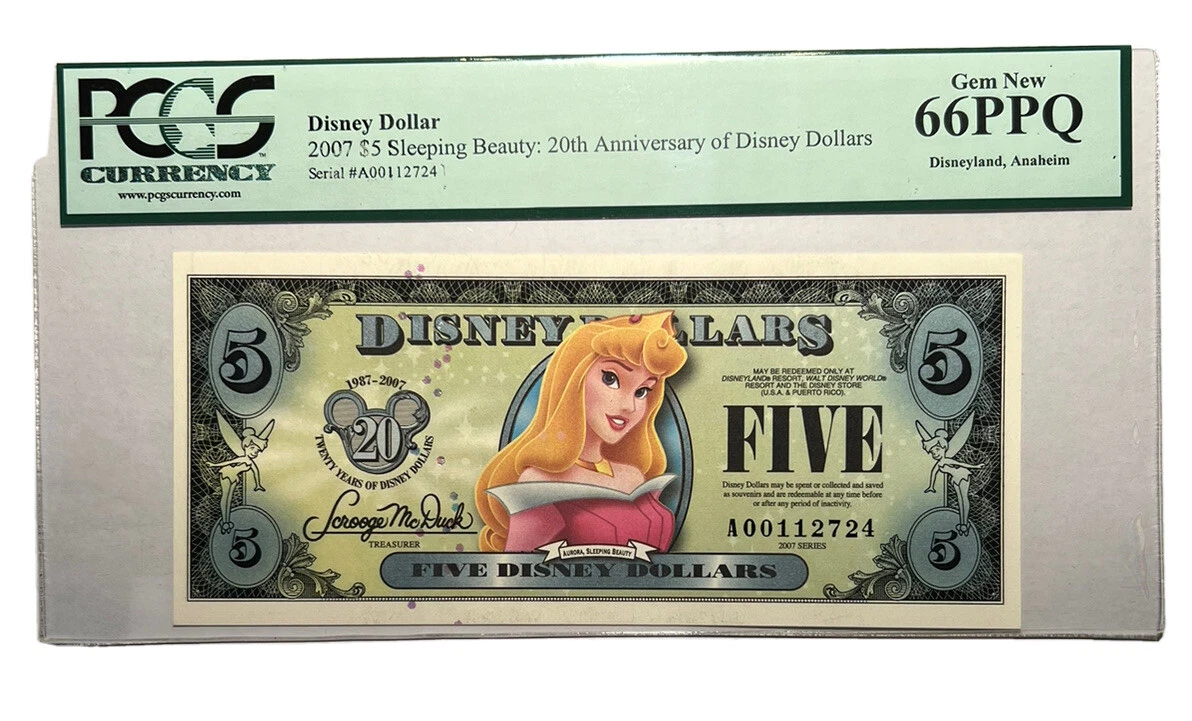 PCGS
CURRENCY
™
www.pcgscurrency.com
Disney Dollar
2007 $5 Sleeping Beauty: 20th Anniversary of Disney Dollars
Serial #A00112724
Gem New
66PPQ
Disneyland, Anaheim
5
DISNEY DOLLARS
5
1987-2007
20
TWENTY YEARS OF DISNEY DOLLARS
Scrooge McDuck
TREASURER
MAY BE REDEEMED ONLY AT
DISNEYLAND® RESORT, WALT DISNEY WORLD®
RESORT AND THE DISNEY STORE
(U.S.A. & PUERTO RICO).
FIVE
Disney Dollars may be spent or collected and saved
as souvenirs and are redeemable at any time before
or after any period of inactivity.
A00112724
2007 SERIES
5
AURORA, SLEEPING BEAUTY
FIVE DISNEY DOLLARS
5